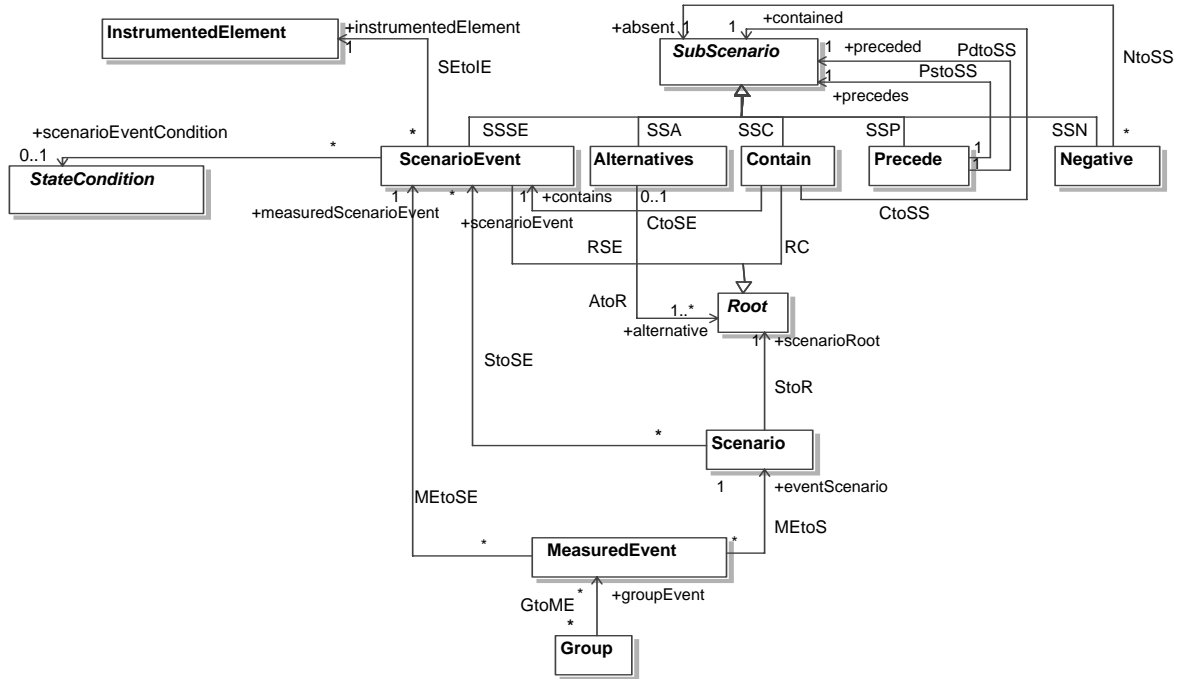 InstrumentedElement
+instrumentedElement
1
SEtoIE
*
+absent 1
1 +contained
SubScenario
1 +preceded
PdtoSS
1
PstoSS
+precedes
NtoSS
*
SSSE SSA SSC SSP SSN
+scenarioEventCondition
0..1
*
StateCondition
ScenarioEvent
Alternatives
Contain
Precede
1
1
Negative
1
+measuredScenarioEvent
*
+scenarioEvent
1 +contains
0..1
CtoSE
CtoSS
RSE
RC
AtoR
1..*
+alternative
Root
1 +scenarioRoot
StoSE
StoR
*
Scenario
1
+eventScenario
MEtoSE
MEtoS
*
MeasuredEvent
*
GtoME
*
+groupEvent
*
Group